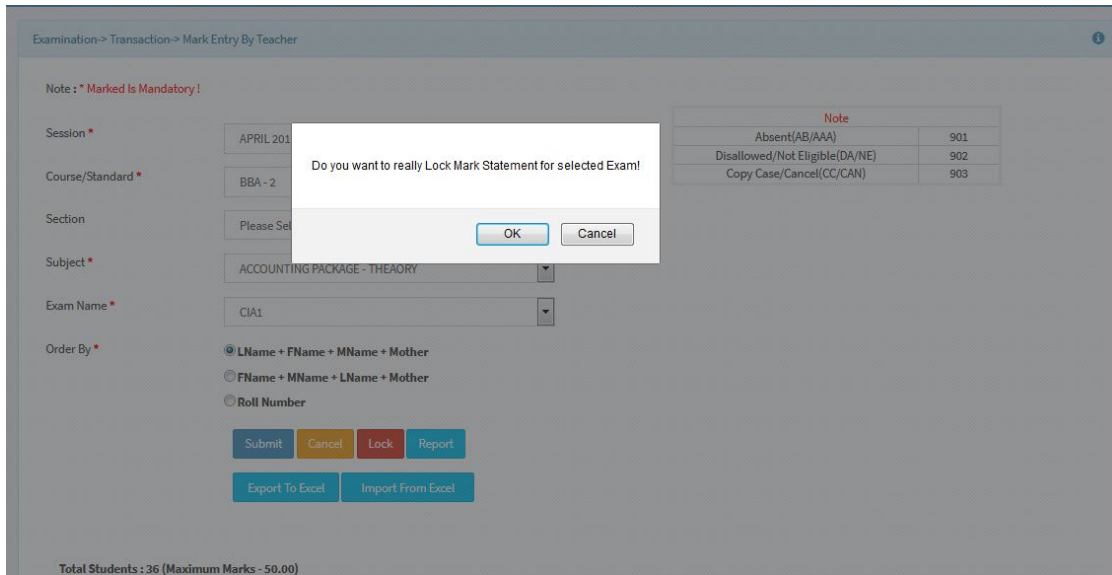 Examination-> Transaction-> Mark Entry By Teacher
Note : * Marked Is Mandatory !
Note
Absent(AB/AAA) 901
Disallowed/Not Eligible(DA/NE) 902
Copy Case/Cancel(CC/CAN) 903
Session *
APRIL 201
Course/Standard *
BBA - 2
Section
Please Sel
Subject *
ACCOUNTING PACKAGE - THEAORY
Exam Name *
CIA1
Order By *
LName + FName + MName + Mother
FName + MName + LName + Mother
Roll Number
Submit Cancel Lock Report
Export To Excel Import From Excel
Total Students : 36 (Maximum Marks - 50.00)
Do you want to really Lock Mark Statement for selected Exam!
OK Cancel